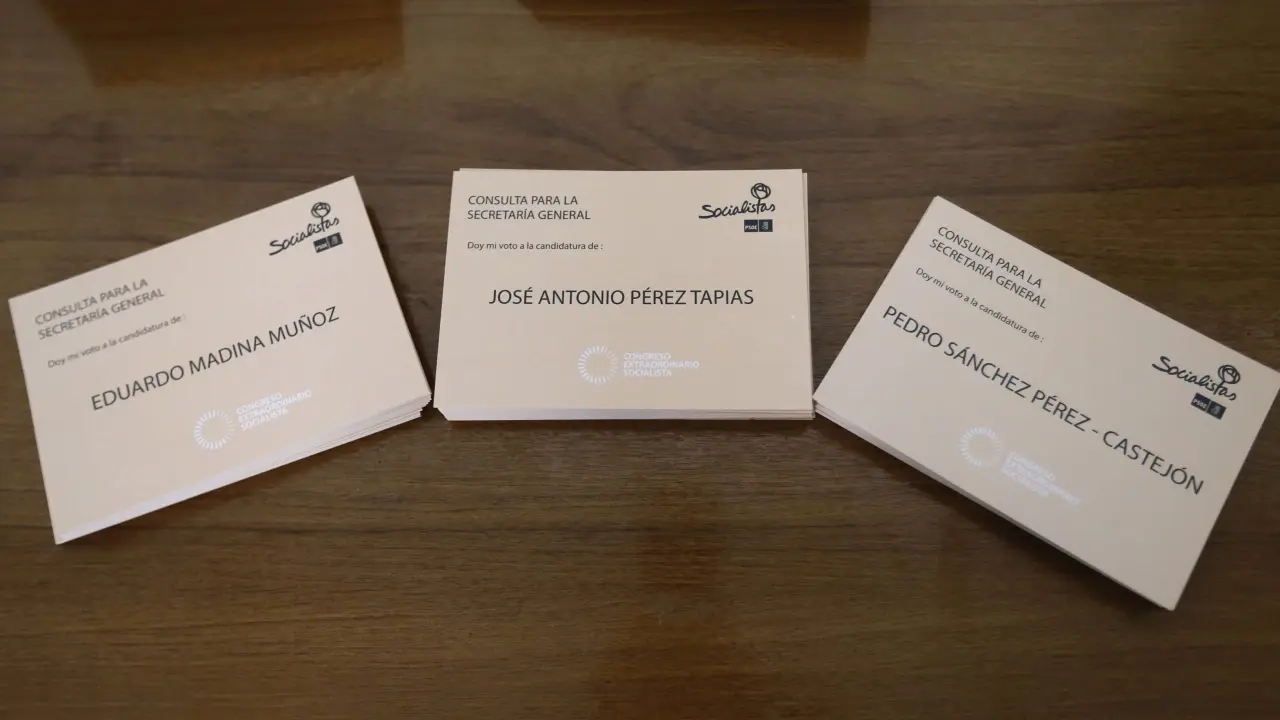 CONSULTA PARA LA
SECRETARÍA GENERAL
Doy mi voto a la candidatura de :
EDUARDO MADINA MUÑOZ
Socialistas
PSOE
CONGRESO
EXTRAORDINARIO
SOCIALISTA
CONSULTA PARA LA
SECRETARÍA GENERAL
Doy mi voto a la candidatura de :
JOSÉ ANTONIO PÉREZ TAPIAS
Socialistas
PSOE
CONGRESO
EXTRAORDINARIO
SOCIALISTA
CONSULTA PARA LA
SECRETARÍA GENERAL
Doy mi voto a la candidatura de :
PEDRO SÁNCHEZ PÉREZ - CASTEJÓN
Socialistas
PSOE
CONGRESO
EXTRAORDINARIO
SOCIALISTA